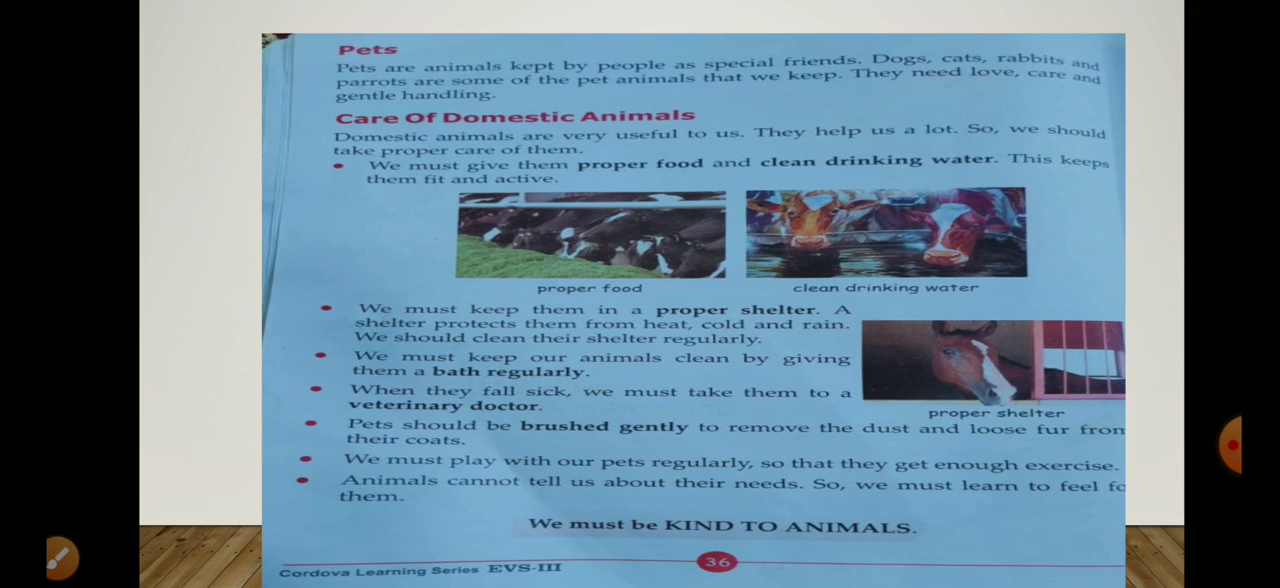 Pets
Pets are animals kept by people as special friends. Dogs, cats, rabbits and
parrots are some of the pet animals that we keep. They need love, care and
gentle handling.
Care Of Domestic Animals
Domestic animals are very useful to us. They help us a lot. So, we should
take proper care of them.
• We must give them proper food and clean drinking water. This keeps
them fit and active.
proper food
clean drinking water
• We must keep them in a proper shelter. A
shelter protects them from heat, cold and rain.
We should clean their shelter regularly.
• We must keep our animals clean by giving
them a bath regularly.
• When they fall sick, we must take them to a
veterinary doctor.
proper shelter
• Pets should be brushed gently to remove the dust and loose fur from
their coats.
• We must play with our pets regularly, so that they get enough exercise.
• Animals cannot tell us about their needs. So, we must learn to feel
them.
We must be KIND TO ANIMALS.
Cordova Learning Series EVS-III
36